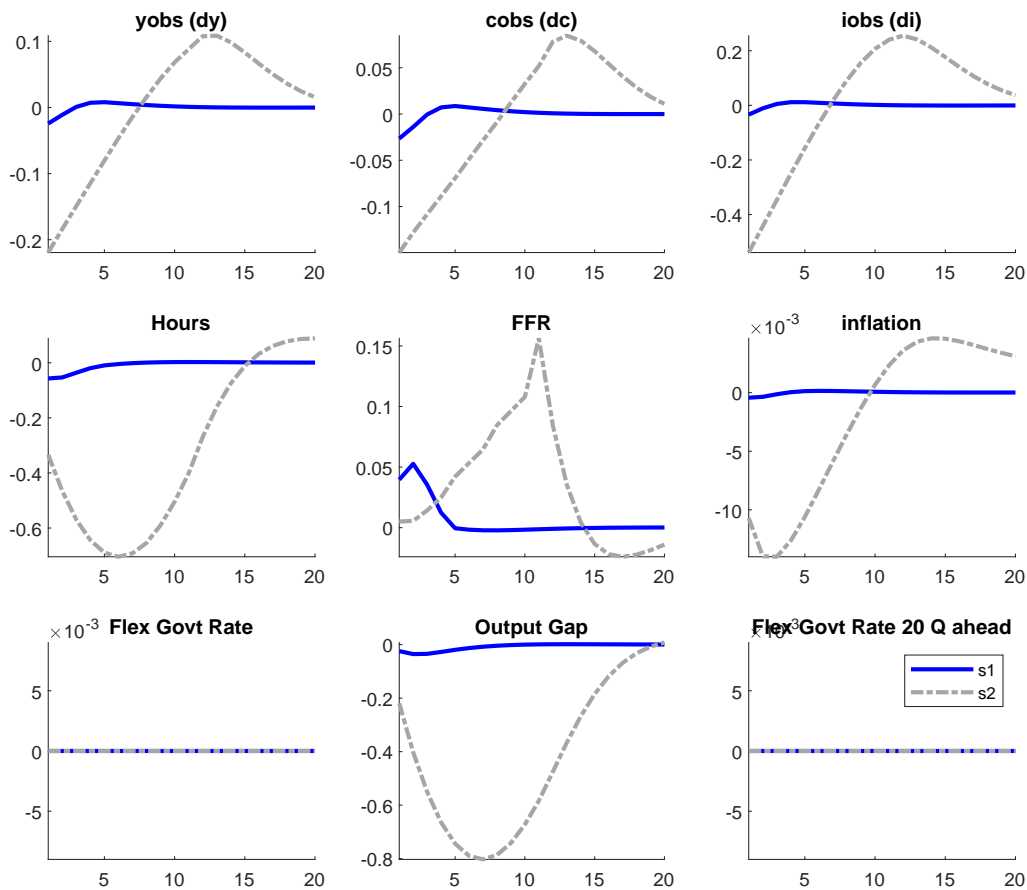 yobs (dy)
0.1
0
-0.1
-0.2
5 10 15 20
cobs (dc)
0.05
0
-0.05
-0.1
5 10 15 20
iobs (di)
0.2
0
-0.2
-0.4
5 10 15 20
Hours
0
-0.2
-0.4
-0.6
5 10 15 20
FFR
0.15
0.1
0.05
0
5 10 15 20
inflation
×10-3
0
-5
-10
5 10 15 20
Flex Govt Rate
×10-3
5
0
-5
5 10 15 20
Output Gap
0
-0.2
-0.4
-0.6
-0.8
5 10 15 20
Flex Govt Rate 20 Q ahead
×10-3
5
0
-5
5 10 15 20
s1
s2